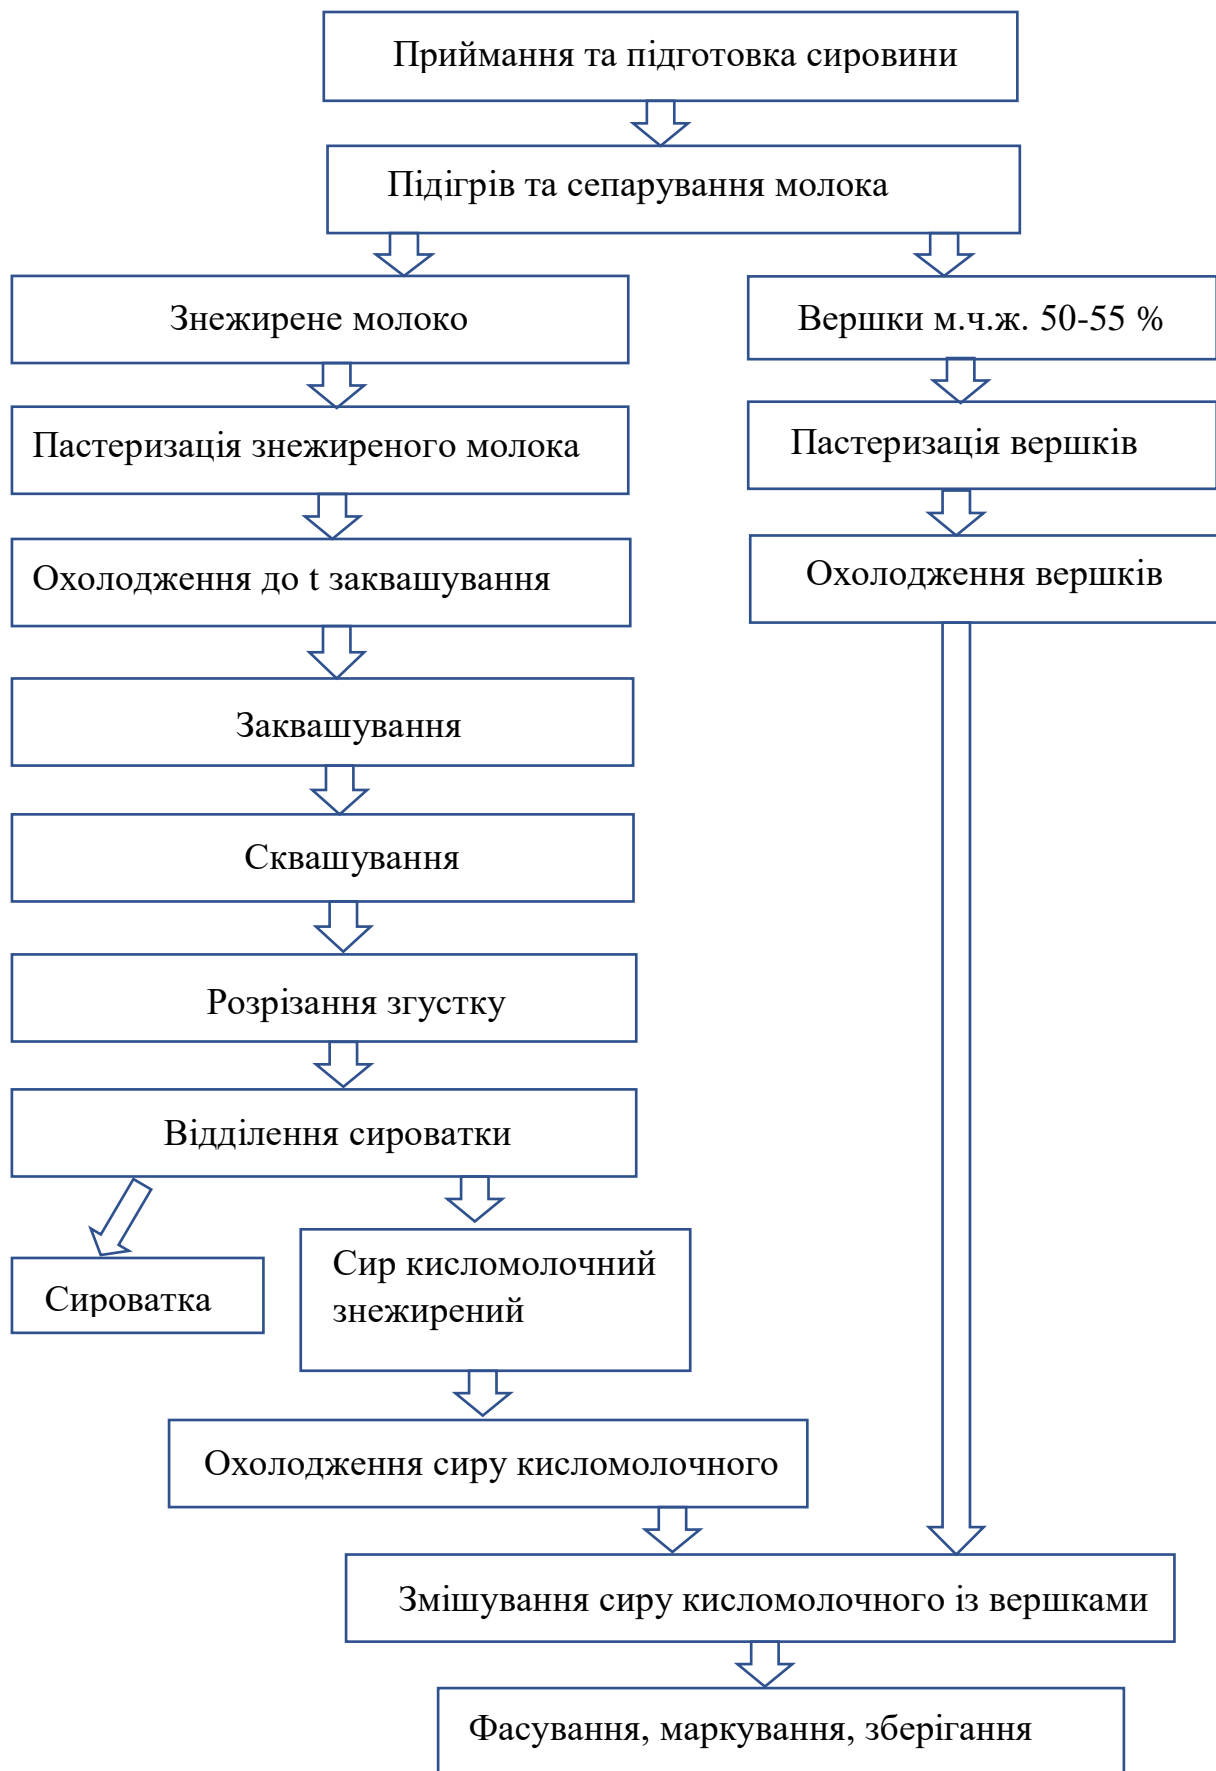 Приймання та підготовка сировини
Підігрів та сепарування молока
Знежирене молоко
Вершки м.ч.ж. 50-55 %
Пастеризація знежиреного молока
Пастеризація вершків
Охолодження до t заквашування
Охолодження вершків
Заквашування
Сквашування
Розрізання згустку
Відділення сироватки
Сироватка
Сир кисломолочний
знежирений
Охолодження сиру кисломолочного
Змішування сиру кисломолочного із вершками
Фасування, маркування, зберігання